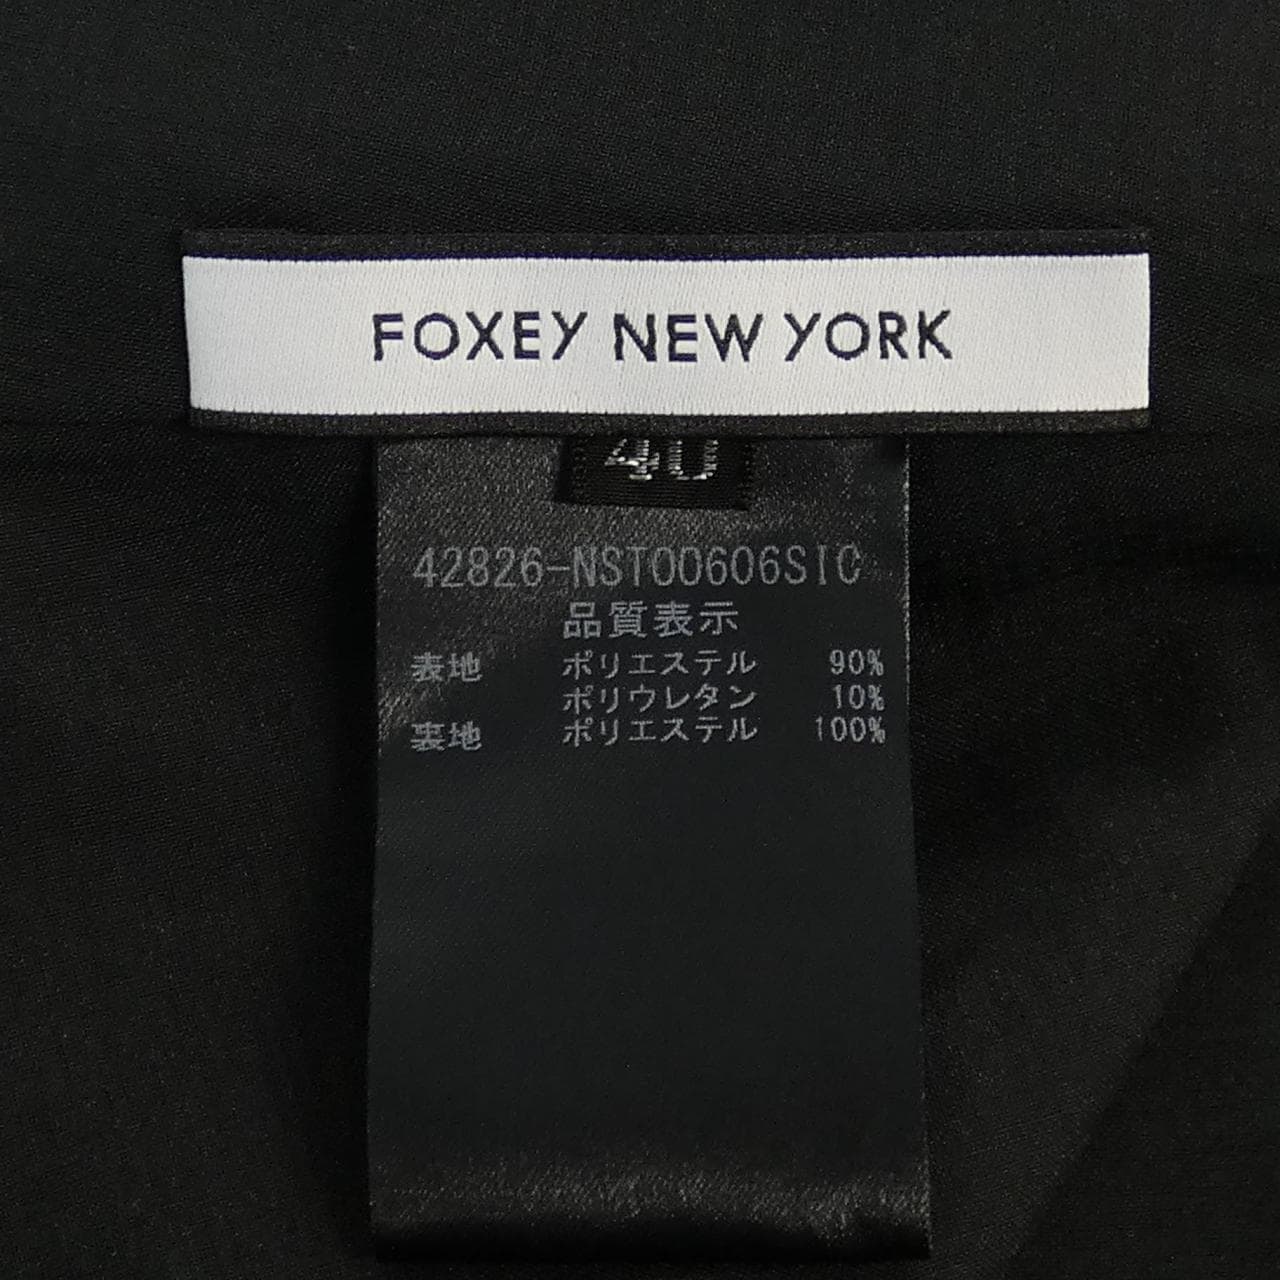 FOXEY NEW YORK
40
42826-NST00606SIC
品質表示
表地 ポリエステル 90%
ポリウレタン 10%
裏地 ポリエステル 100%